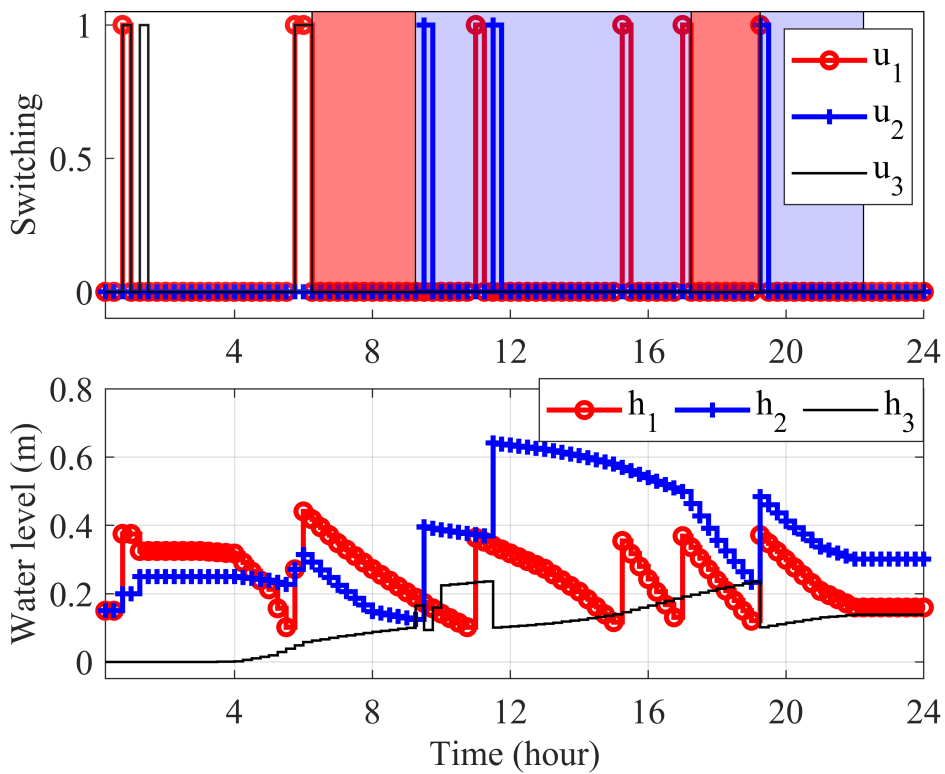 1
u₁
u₂
Switching
0.5
u₃
0
4 8 12 16 20 24
0.8
h₁ h₂ h₃
0.6
Water level (m)
0.4
0.2
0
4 8 12 16 20 24
Time (hour)